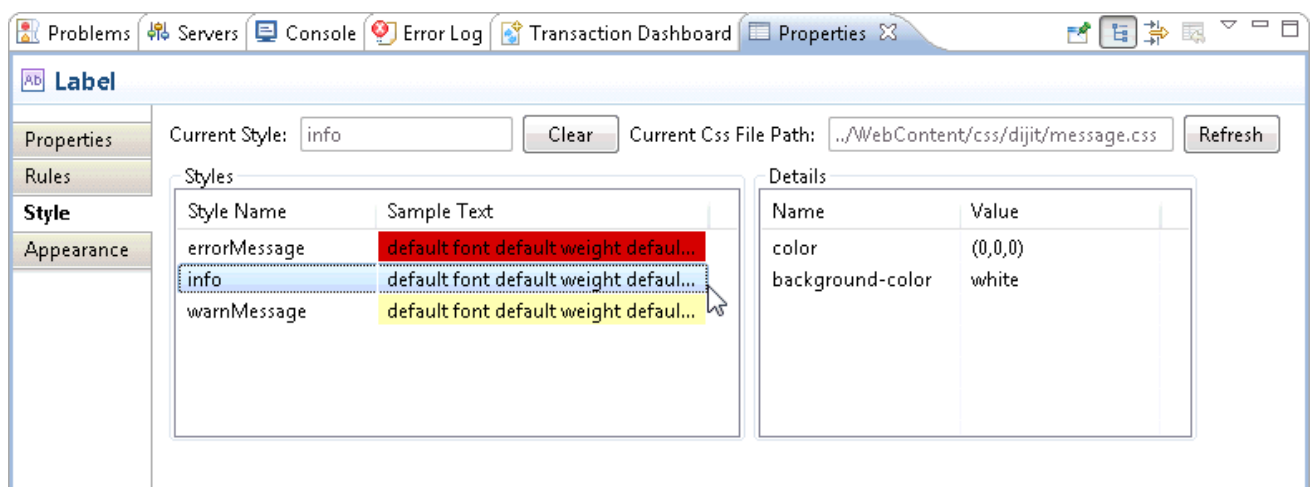 Problems Servers Console Error Log Transaction Dashboard Properties
Ab Label
Properties
Rules
Style
Appearance
Current Style: info Clear Current Css File Path: ../WebContent/css/dijit/message.css Refresh
Styles
Style Name Sample Text
errorMessage default font default weight defaul...
info default font default weight defaul...
warnMessage default font default weight defaul...
Details
Name Value
color (0,0,0)
background-color white